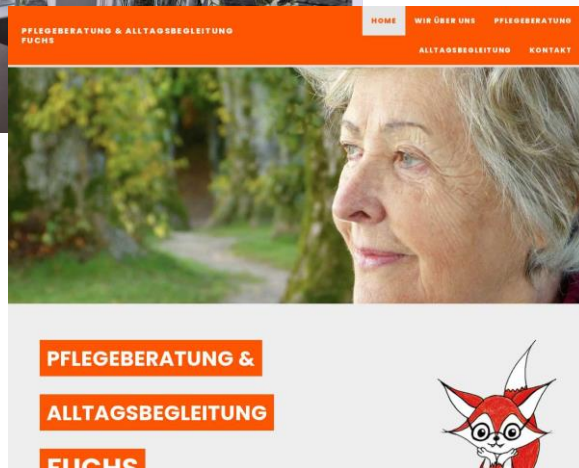 PFLEGEBERATUNG & ALLTAGSBEGLEITUNG
FUCHS
HOME WIR ÜBER UNS PFLEGEBERATUNG
ALLTAGSBEGLEITUNG KONTAKT
PFLEGEBERATUNG &
ALLTAGSBEGLEITUNG
FUCHS